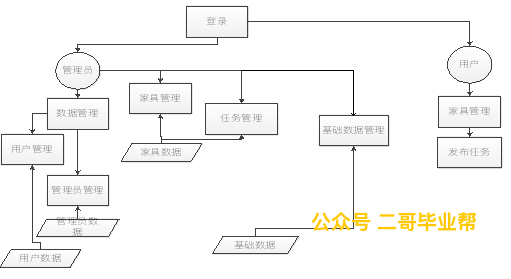 登录
管理员
用户
数据管理
家具管理
任务管理
基础数据管理
家具管理
用户管理
家具数据
发布任务
管理员管理
管理员数
据
公众号 二哥毕业帮
用户数据
基础数据